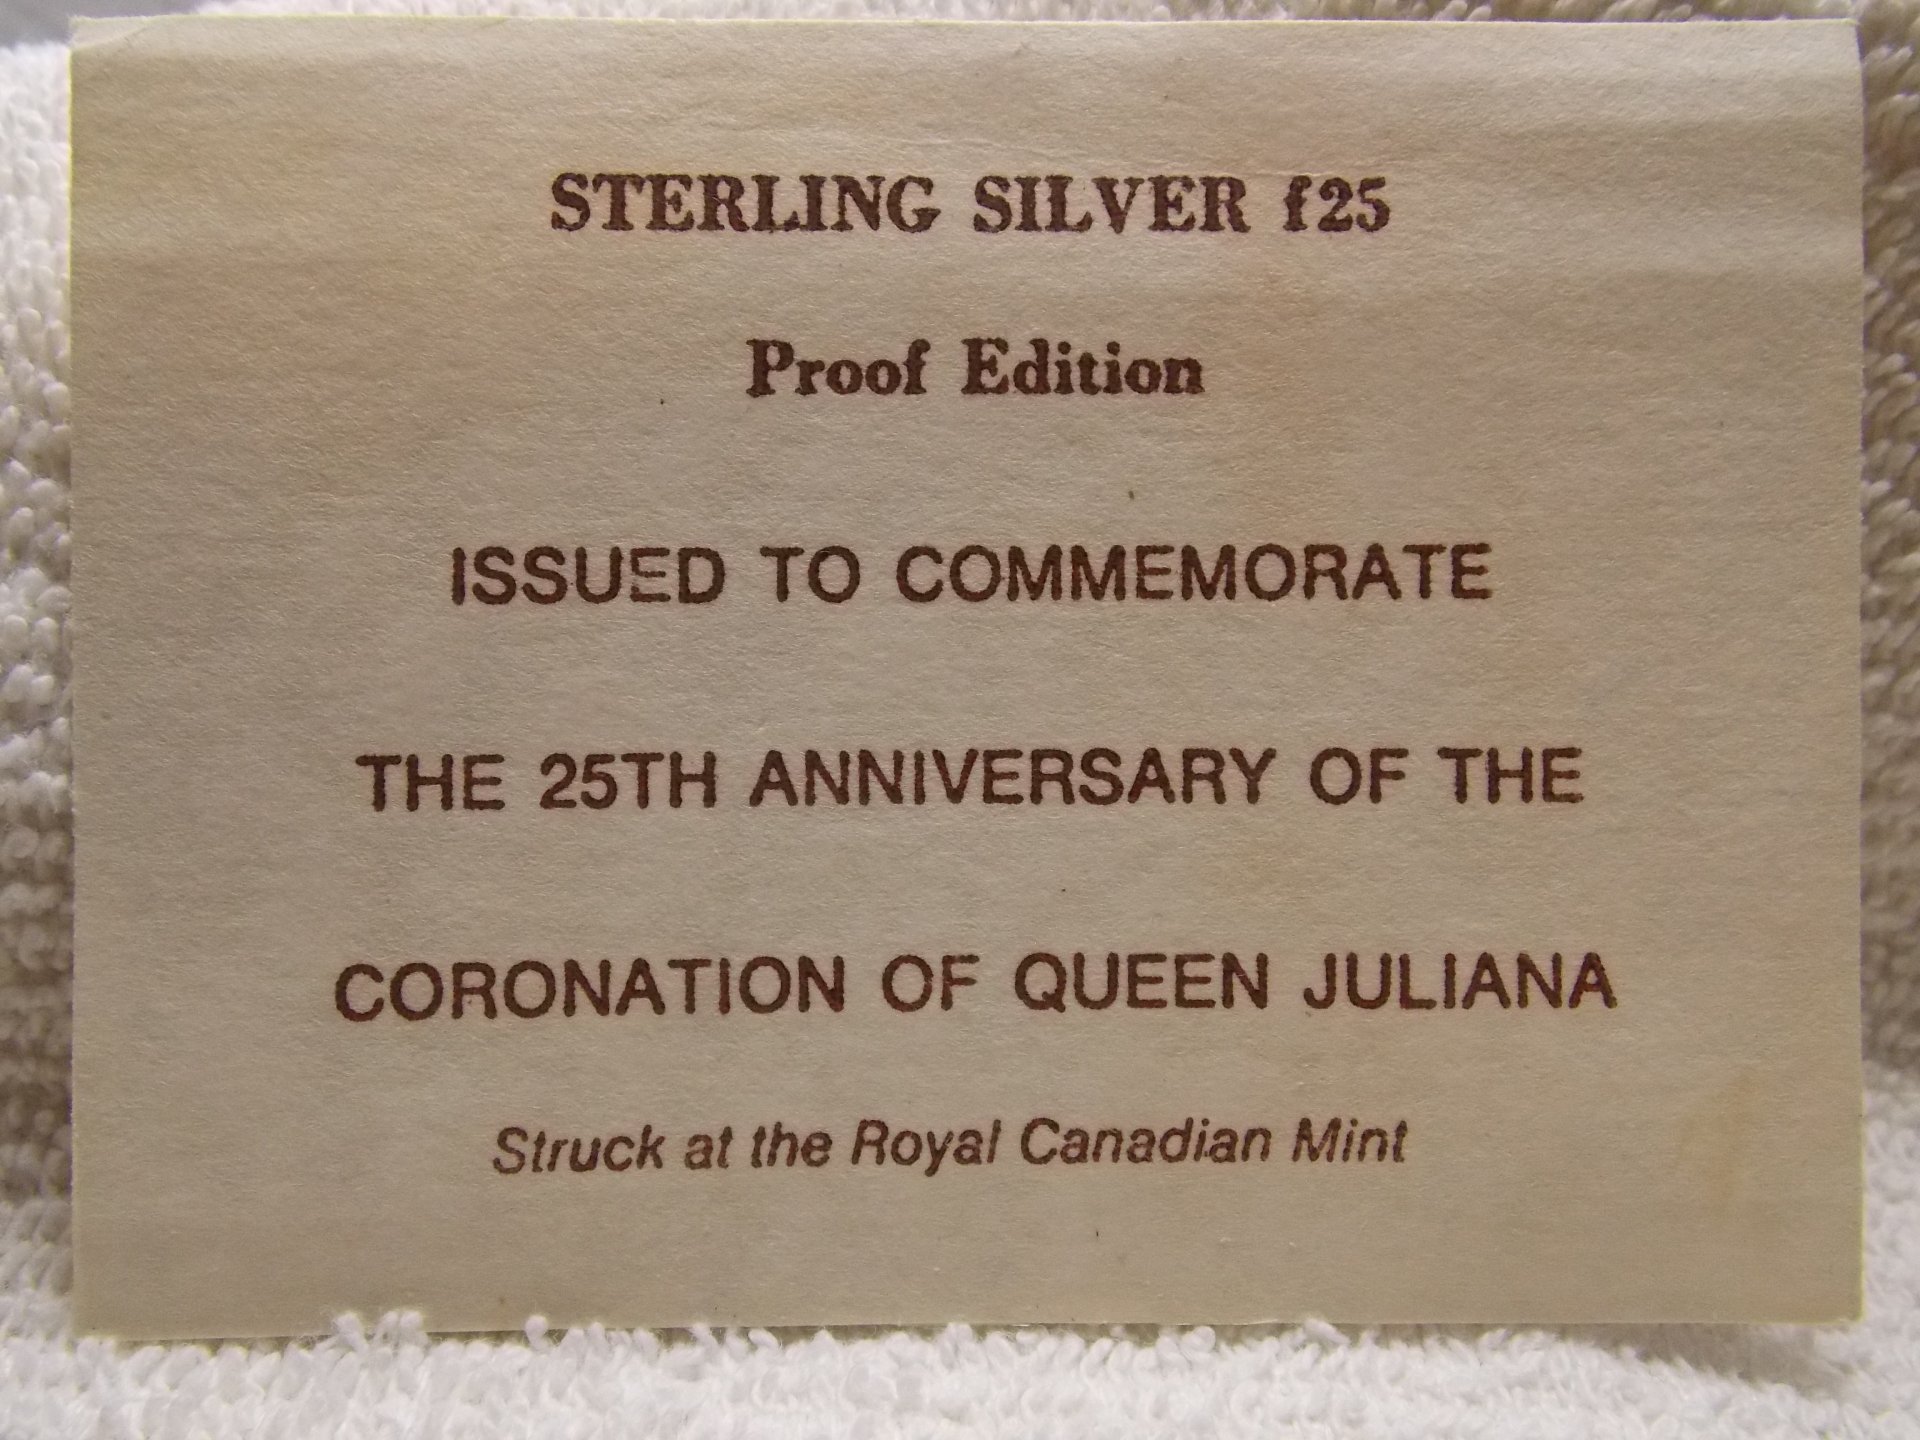 STERLING SILVER f25
Proof Edition
ISSUED TO COMMEMORATE
THE 25TH ANNIVERSARY OF THE
CORONATION OF QUEEN JULIANA
Struck at the Royal Canadian Mint